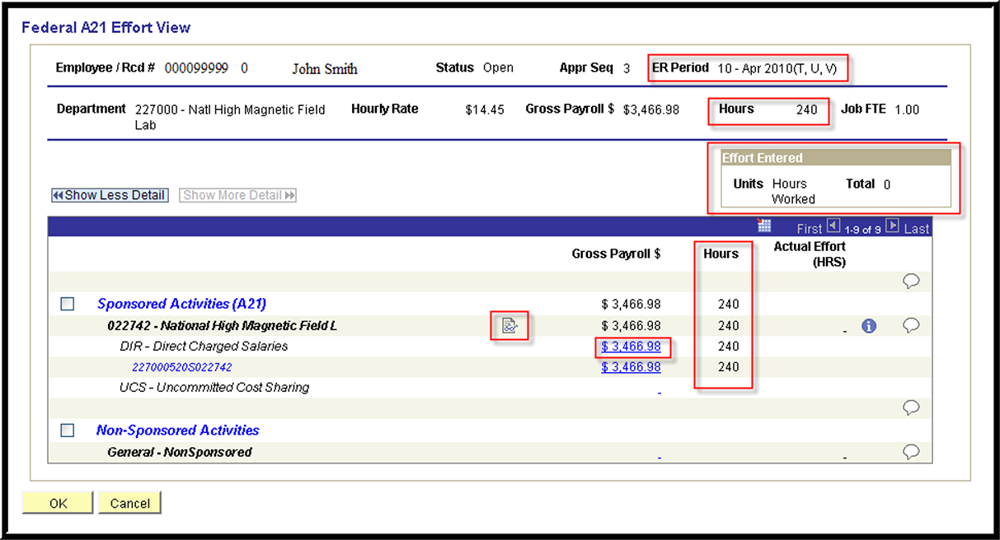 Federal A21 Effort View
Employee / Rcd # 000099999 0 John Smith Status Open Appr Seq 3 ER Period 10 - Apr 2010(T, U, V)
Department 227000 - Natl High Magnetic Field Lab Hourly Rate $14.45 Gross Payroll $ $3,466.98 Hours 240 Job FTE 1.00
Effort Entered
Units Hours Worked Total 0
Show Less Detail Show More Detail
First 1-9 of 9 Last
Gross Payroll $ Hours Actual Effort (HRS)
Sponsored Activities (A21) $ 3,466.98 240
022742 - National High Magnetic Field L $ 3,466.98 240 -
DIR - Direct Charged Salaries $ 3,466.98 240
227000520S022742 $ 3,466.98 240
UCS - Uncommitted Cost Sharing -
Non-Sponsored Activities
General - NonSponsored - -
OK Cancel